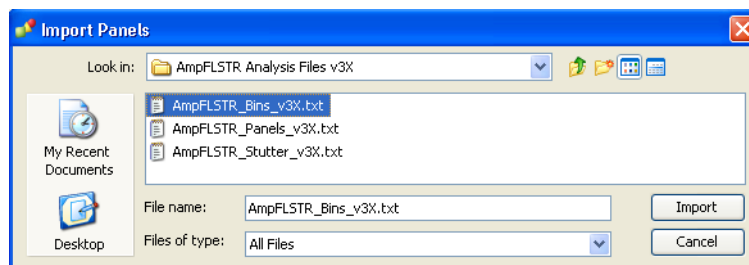 Import Panels
Look in: AmpFLSTR Analysis Files v3X
AmpFLSTR_Bins_v3X.txt
AmpFLSTR_Panels_v3X.txt
AmpFLSTR_Stutter_v3X.txt
My Recent
Documents
Desktop
File name: AmpFLSTR_Bins_v3X.txt Import
Files of type: All Files Cancel